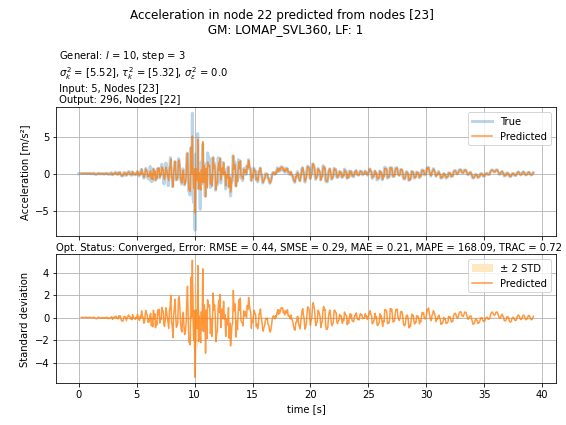 Acceleration in node 22 predicted from nodes [23]
GM: LOMAP_SVL360, LF: 1
General: l = 10, step = 3
σ_k² = [5.52], τ_k² = [5.32], σ_ε² = 0.0
Input: 5, Nodes [23]
Output: 296, Nodes [22]
True
Predicted
5
0
−5
Acceleration [m/s²]
Opt. Status: Converged, Error: RMSE = 0.44, SMSE = 0.29, MAE = 0.21, MAPE = 168.09, TRAC = 0.72
± 2 STD
Predicted
4
2
0
−2
−4
Standard deviation
0 5 10 15 20 25 30 35 40
time [s]